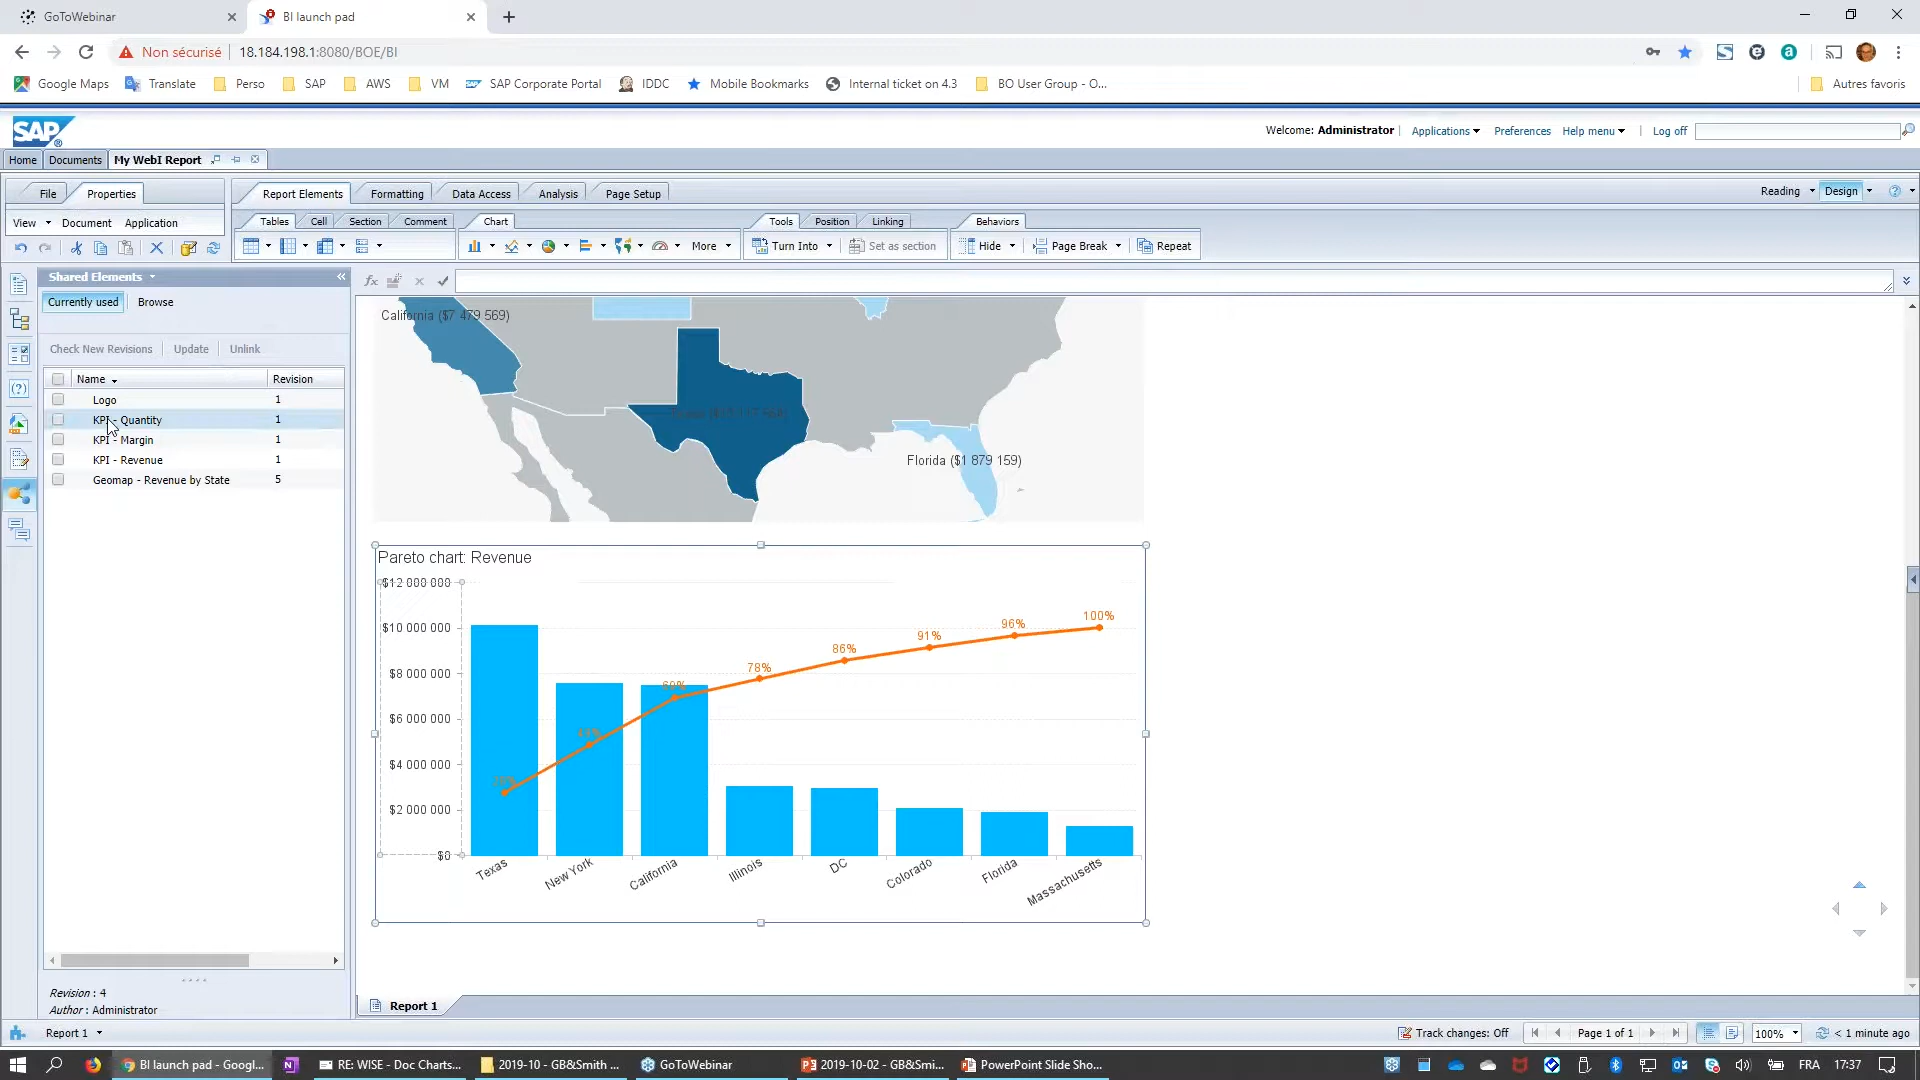 GoToWebinar
BI launch pad
Non sécurisé 18.184.198.1:8080/BOE/BI
Google Maps Translate Perso SAP AWS VM SAP Corporate Portal IDDC Mobile Bookmarks Internal ticket on 4.3 BO User Group - O... Autres favoris
SAP
Welcome: Administrator Applications Preferences Help menu Log off
Home Documents My WebI Report
File Properties Report Elements Formatting Data Access Analysis Page Setup Reading Design
View Document Application Tables Cell Section Comment Chart Tools Position Linking Behaviors
More Turn Into Set as section Hide Page Break Repeat
Shared Elements
Currently used Browse
Check New Revisions Update Unlink
Name Revision
Logo 1
KPI - Quantity 1
KPI - Margin 1
KPI - Revenue 1
Geomap - Revenue by State 5
Revision : 4
Author : Administrator
California ($7 479 569)
Florida ($1 879 159)
Pareto chart: Revenue
$12 000 000
$10 000 000
$8 000 000
$6 000 000
$4 000 000
$2 000 000
$0
44%
78%
86%
91%
96%
100%
Texas New York California Illinois DC Colorado Florida Massachusetts
Report 1
Report 1 Track changes: Off Page 1 of 1 100% < 1 minute ago
BI launch pad - Googl... RE: WISE - Doc Charts... 2019-10 - GB&Smith ... GoToWebinar 2019-10-02 - GB&Smi... PowerPoint Slide Sho... FRA 17:37